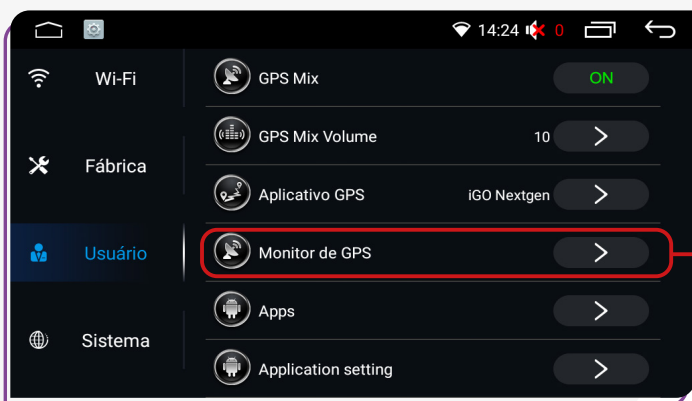 14:24 0
Wi-Fi
Fábrica
Usuário
Sistema
GPS Mix ON
GPS Mix Volume 10
Aplicativo GPS iGO Nextgen
Monitor de GPS
Apps
Application setting